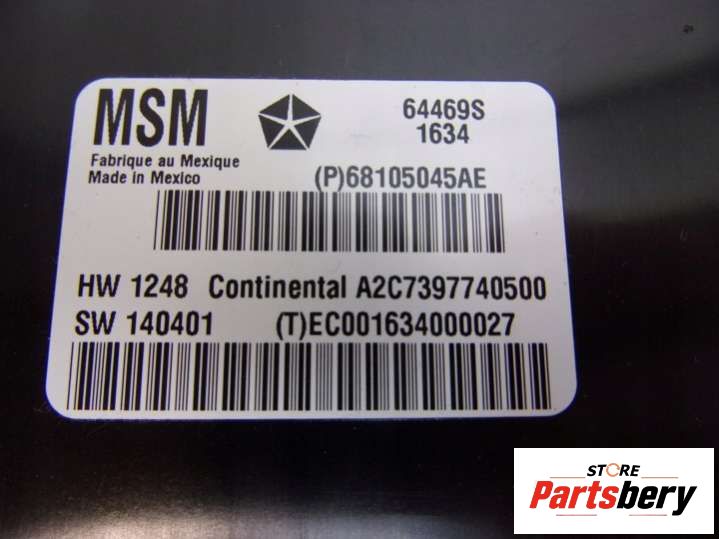 MSM
64469S
1634
Fabrique au Mexique
Made in Mexico
(P)68105045AE
HW 1248 Continental A2C7397740500
SW 140401 (T)EC001634000027
STORE
Partsbery